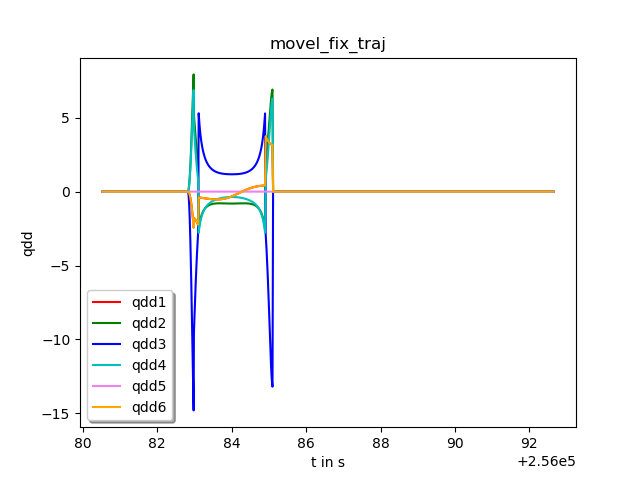 movel_fix_traj
qdd
5
0
−5
−10
−15
qdd1
qdd2
qdd3
qdd4
qdd5
qdd6
80 82 84 86 88 90 92
t in s
+2.56e5